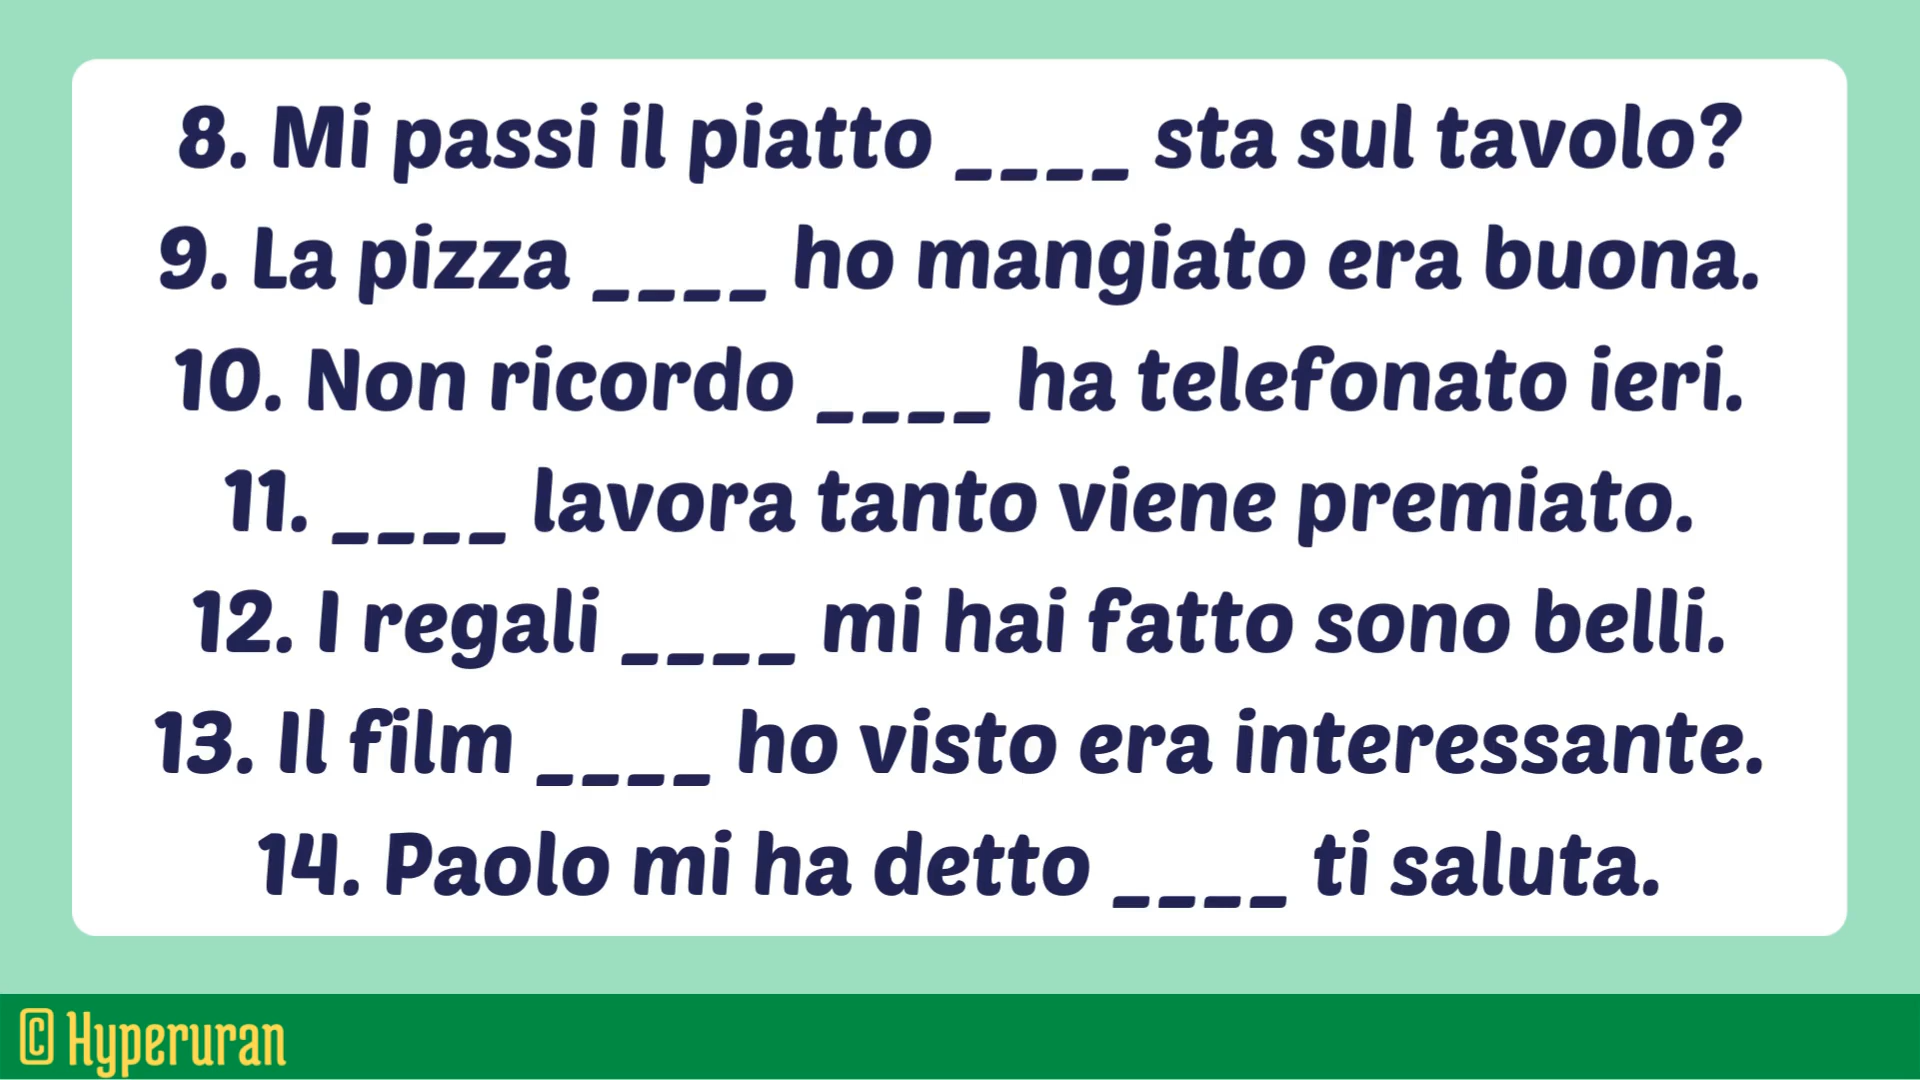 8. Mi passi il piatto ____ sta sul tavolo?
9. La pizza ____ ho mangiato era buona.
10. Non ricordo ____ ha telefonato ieri.
11. ____ lavora tanto viene premiato.
12. I regali ____ mi hai fatto sono belli.
13. Il film ____ ho visto era interessante.
14. Paolo mi ha detto ____ ti saluta.
© Hyperuran